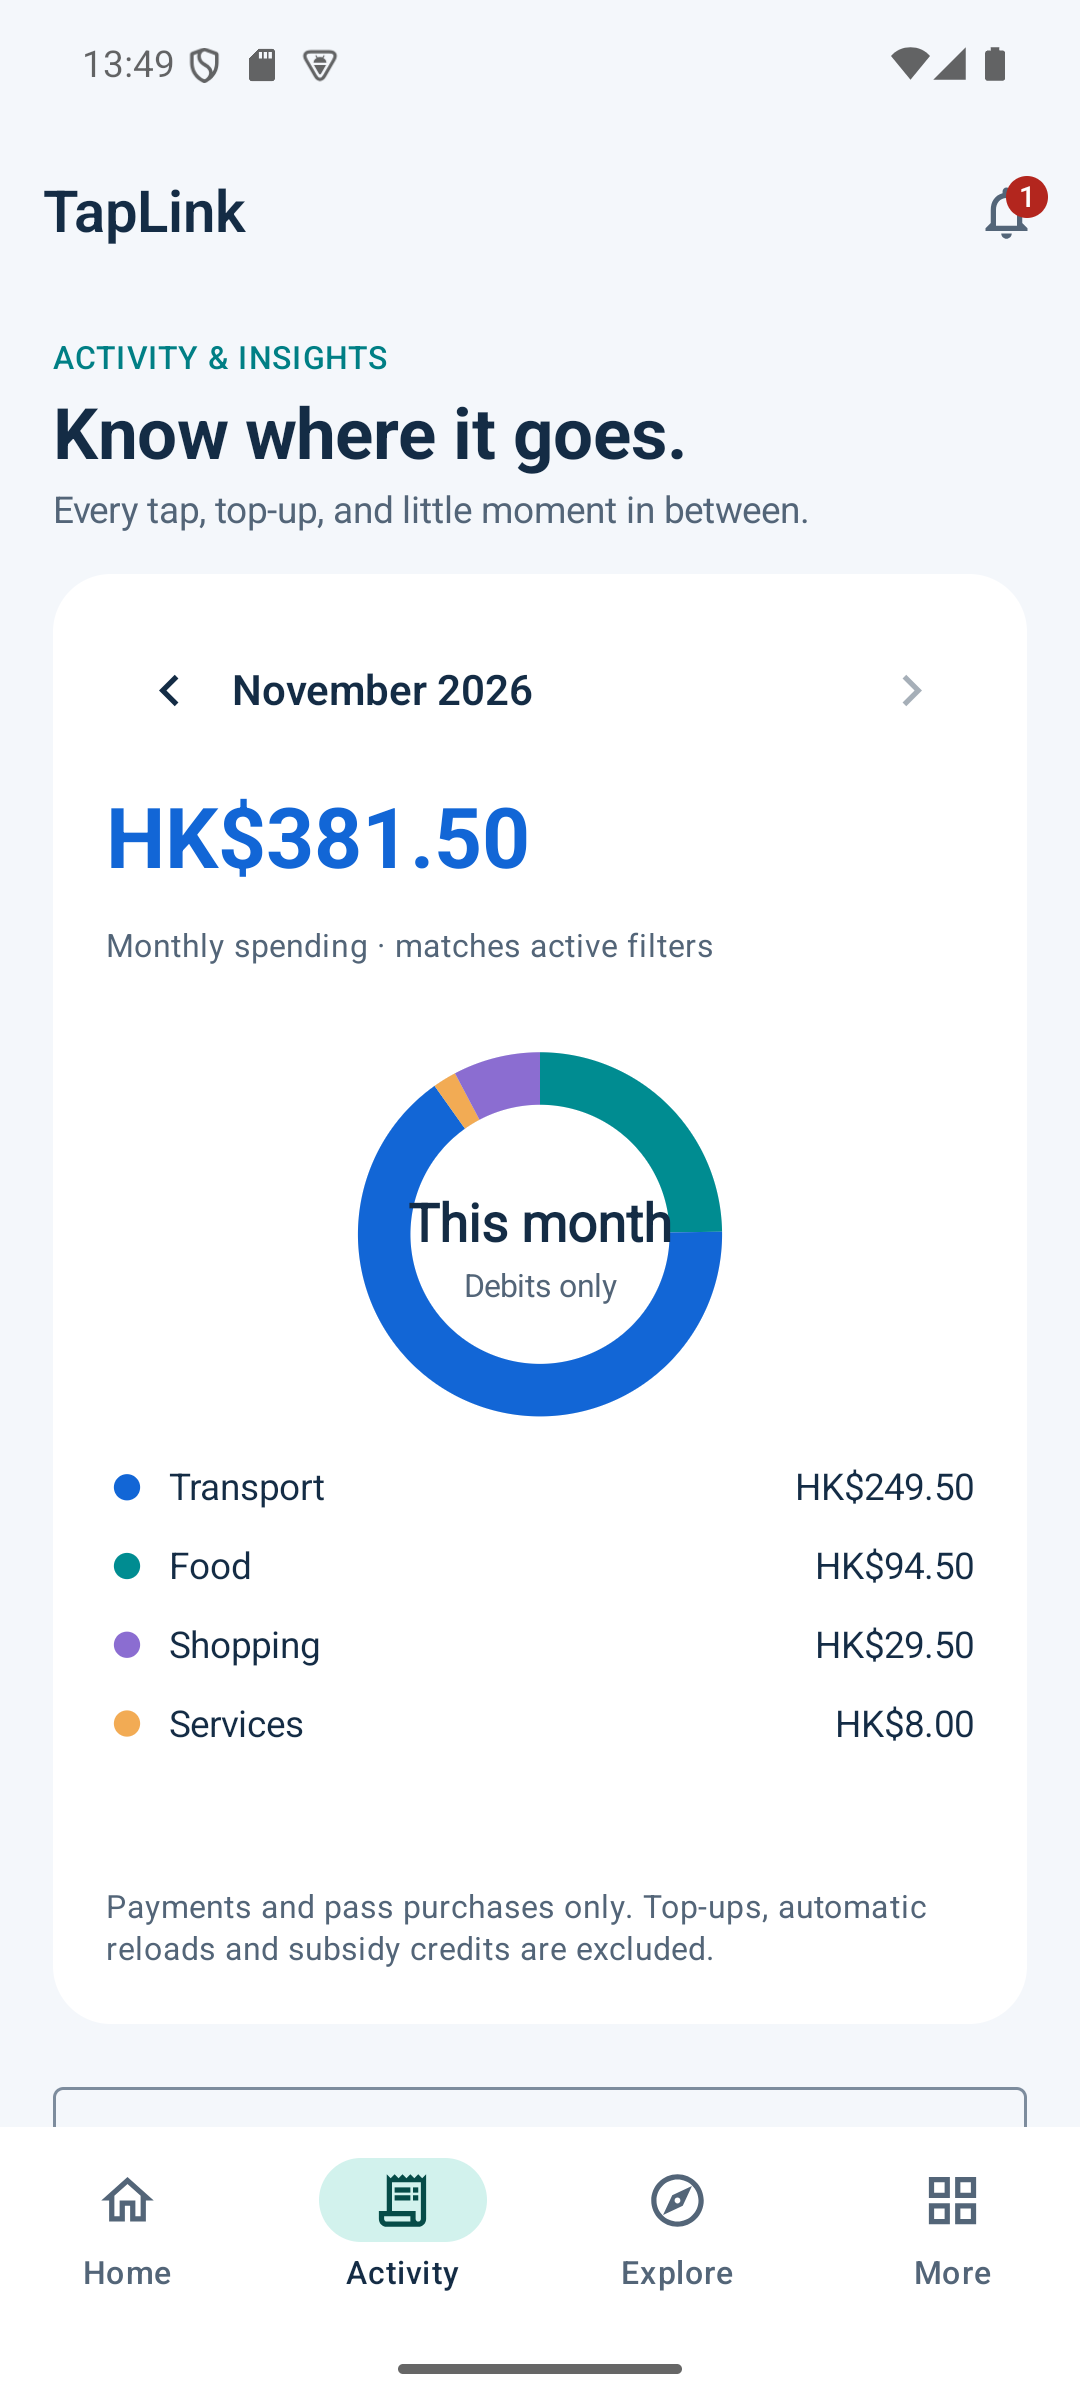 13:49
TapLink
1
ACTIVITY & INSIGHTS
Know where it goes.
Every tap, top-up, and little moment in between.
November 2026
HK$381.50
Monthly spending · matches active filters
This month
Debits only
Transport HK$249.50
Food HK$94.50
Shopping HK$29.50
Services HK$8.00
Payments and pass purchases only. Top-ups, automatic
reloads and subsidy credits are excluded.
Home Activity Explore More